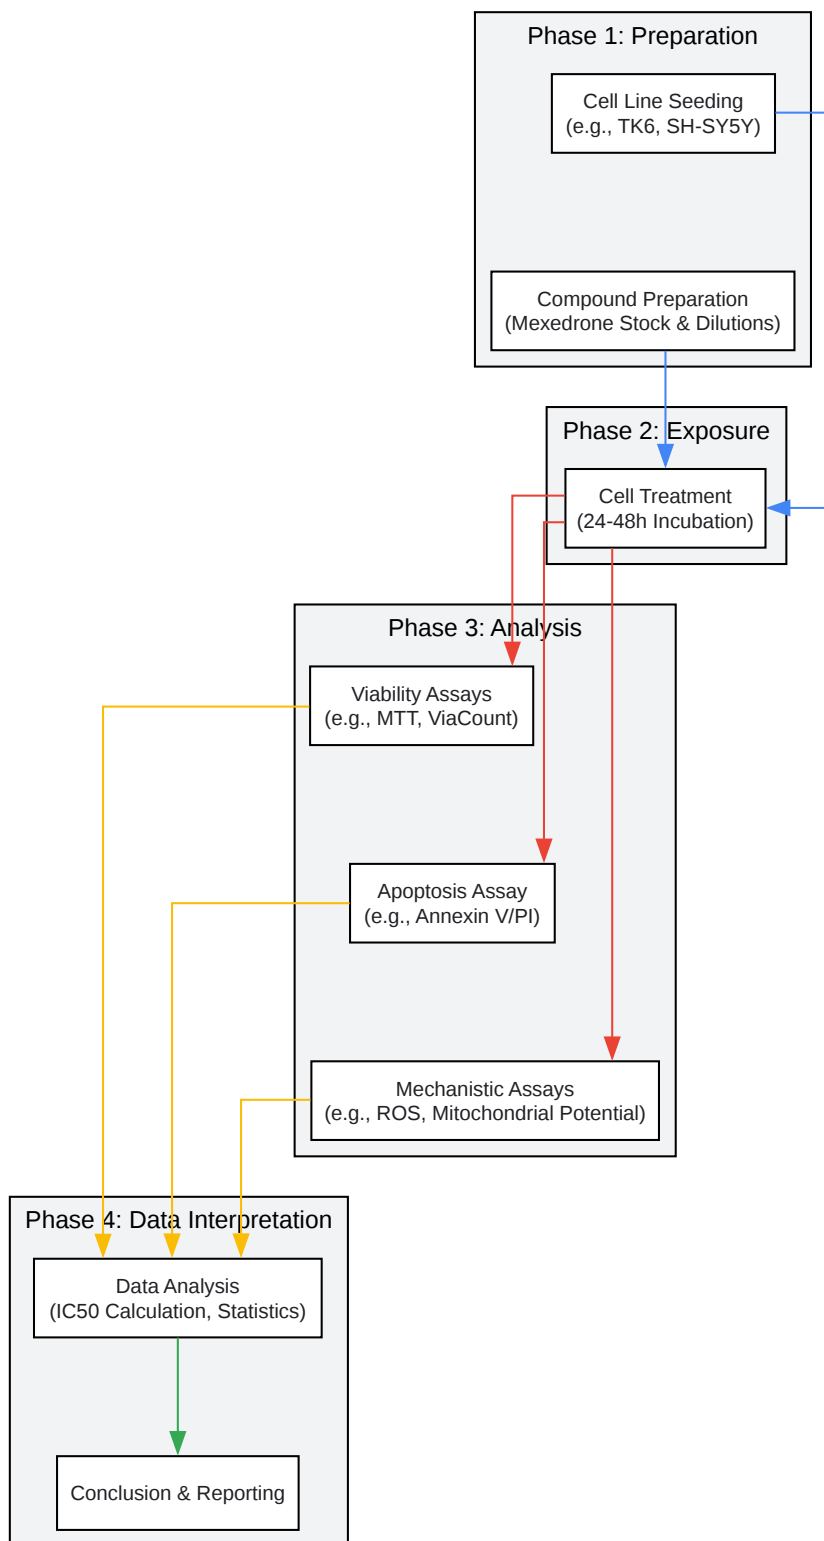 Phase 1: Preparation
Cell Line Seeding
(e.g., TK6, SH-SY5Y)
Compound Preparation
(Mexedrone Stock & Dilutions)
Phase 2: Exposure
Cell Treatment
(24-48h Incubation)
Phase 3: Analysis
Viability Assays
(e.g., MTT, ViaCount)
Apoptosis Assay
(e.g., Annexin V/PI)
Mechanistic Assays
(e.g., ROS, Mitochondrial Potential)
Phase 4: Data Interpretation
Data Analysis
(IC50 Calculation, Statistics)
Conclusion & Reporting